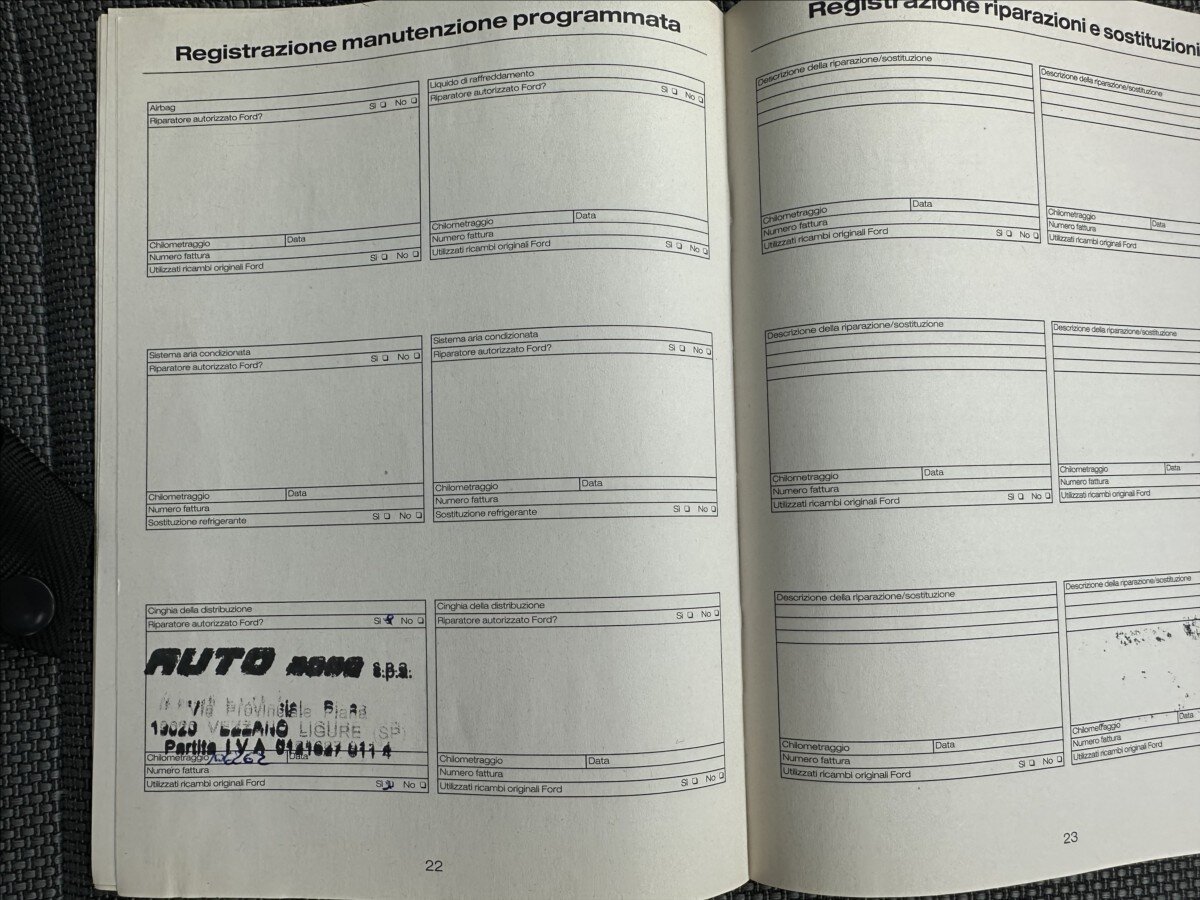 Registrazione manutenzione programmata
Airbag
Riparatore autorizzato Ford? Sì No
Chilometraggio Data
Numero fattura
Utilizzati ricambi originali Ford Sì No
Liquido di raffreddamento
Riparatore autorizzato Ford? Sì No
Chilometraggio Data
Numero fattura
Utilizzati ricambi originali Ford Sì No
Sistema aria condizionata
Riparatore autorizzato Ford? Sì No
Chilometraggio Data
Numero fattura
Sostituzione refrigerante Sì No
Sistema aria condizionata
Riparatore autorizzato Ford? Sì No
Chilometraggio Data
Numero fattura
Sostituzione refrigerante Sì No
Cinghia della distribuzione
Riparatore autorizzato Ford? Sì No
AUTO s.p.a.
Via Provinciale Piana
19020 VEZZANO LIGURE (SP)
Partita I.V.A
Chilometraggio Data
Numero fattura
Utilizzati ricambi originali Ford Sì No
Cinghia della distribuzione
Riparatore autorizzato Ford? Sì No
Chilometraggio Data
Numero fattura
Utilizzati ricambi originali Ford Sì No
22
Registrazione riparazioni e sostituzioni
Descrizione della riparazione/sostituzione
Chilometraggio Data
Numero fattura
Utilizzati ricambi originali Ford Sì No
Descrizione della riparazione/sostituzione
Chilometraggio Data
Numero fattura
Utilizzati ricambi originali Ford
Descrizione della riparazione/sostituzione
Chilometraggio Data
Numero fattura
Utilizzati ricambi originali Ford Sì No
Descrizione della riparazione/sostituzione
Chilometraggio Data
Numero fattura
Utilizzati ricambi originali Ford
Descrizione della riparazione/sostituzione
Chilometraggio Data
Numero fattura
Utilizzati ricambi originali Ford Sì No
Descrizione della riparazione/sostituzione
Chilometraggio Data
Numero fattura
Utilizzati ricambi originali Ford
23